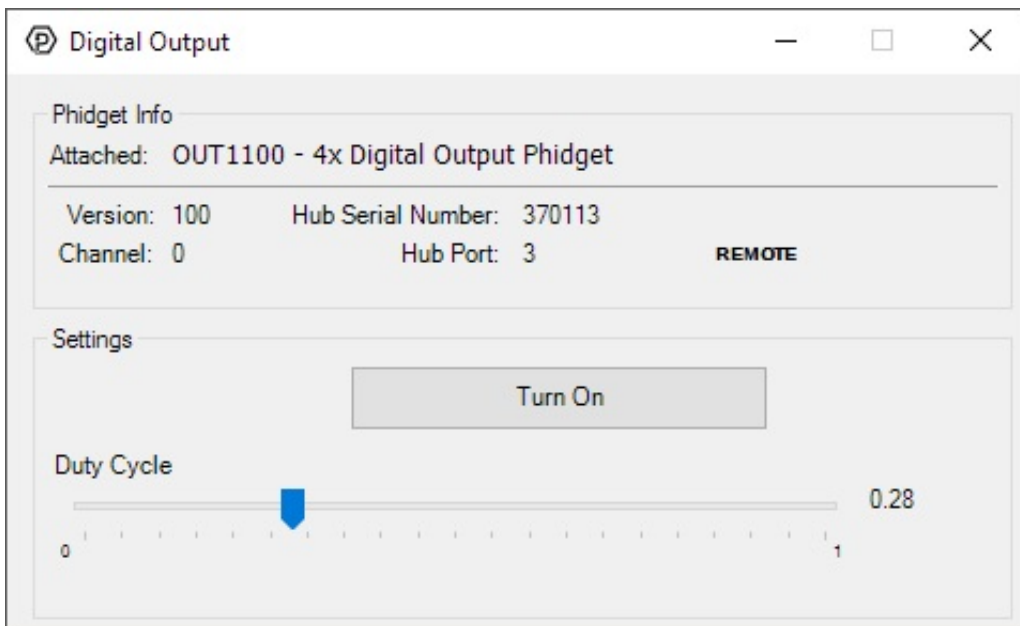 Digital Output
Phidget Info
Attached: OUT1100 - 4x Digital Output Phidget
Version: 100 Hub Serial Number: 370113
Channel: 0 Hub Port: 3 REMOTE
Settings
Turn On
Duty Cycle
0.28
0 1